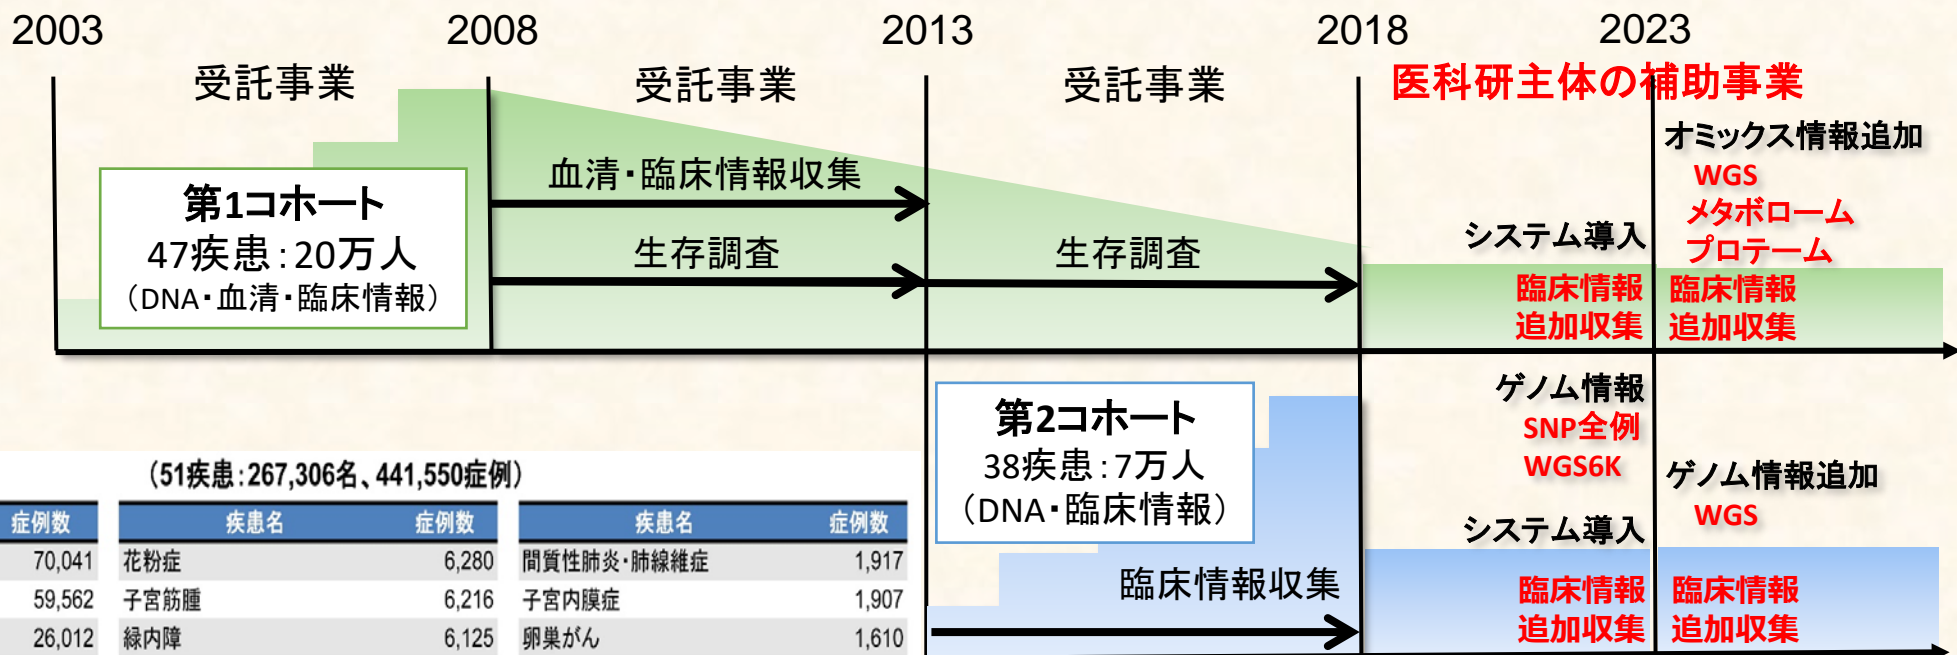 2003
2008
2013
2018
2023
受託事業
受託事業
受託事業
医科研主体の補助事業
第1コホート
47疾患：20万人
（DNA・血清・臨床情報）
血清・臨床情報収集
生存調査
生存調査
システム導入
臨床情報
追加収集
オミックス情報追加
WGS
メタボローム
プロテーム
臨床情報
追加収集
第2コホート
38疾患：7万人
（DNA・臨床情報）
臨床情報収集
ゲノム情報
SNP全例
WGS6K
システム導入
臨床情報
追加収集
ゲノム情報追加
WGS
臨床情報
追加収集
（51疾患：267,306名、441,550症例）
症例数 疾患名 症例数 疾患名 症例数
70,041 花粉症 6,280 間質性肺炎・肺線維症 1,917
59,562 子宮筋腫 6,216 子宮内膜症 1,907
26,012 緑内障 6,125 卵巣がん 1,610